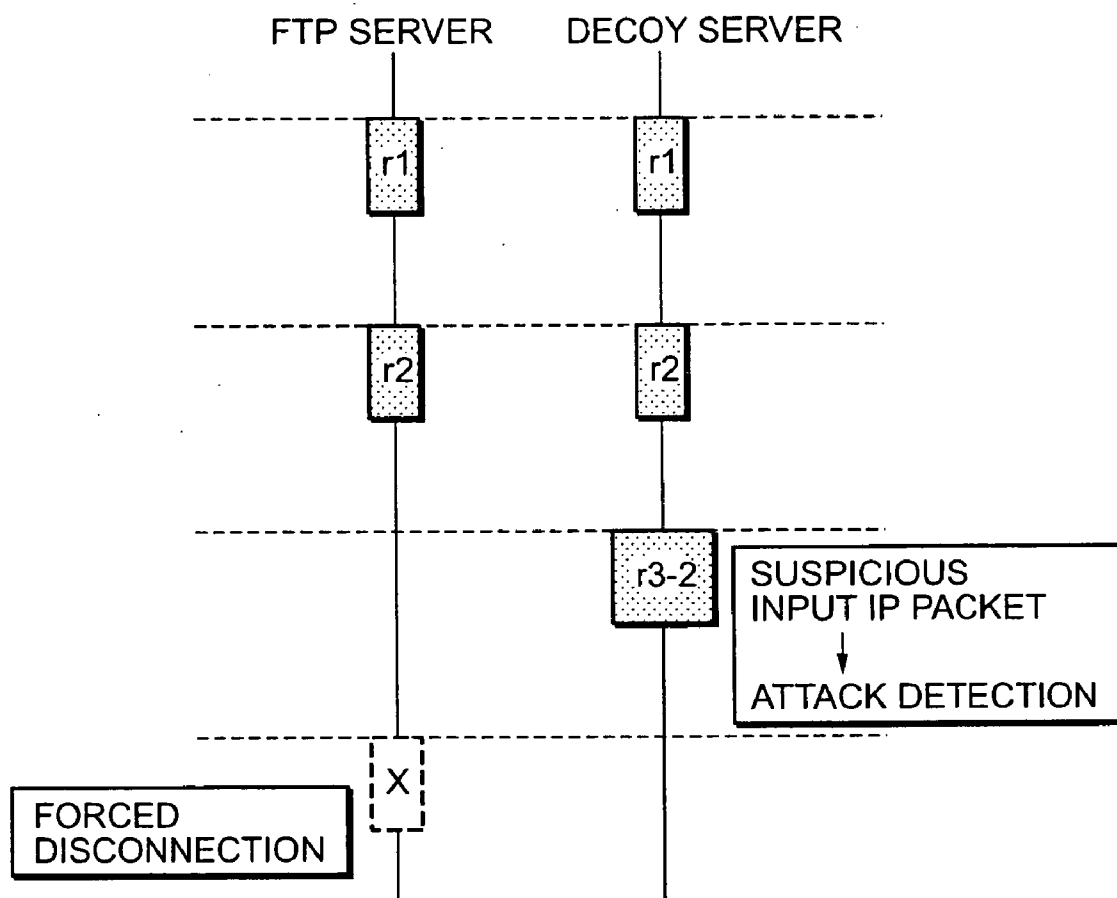 FTP SERVER
DECOY SERVER
r1
r1
r2
r2
r3-2
SUSPICIOUS
INPUT IP PACKET
ATTACK DETECTION
X
FORCED
DISCONNECTION